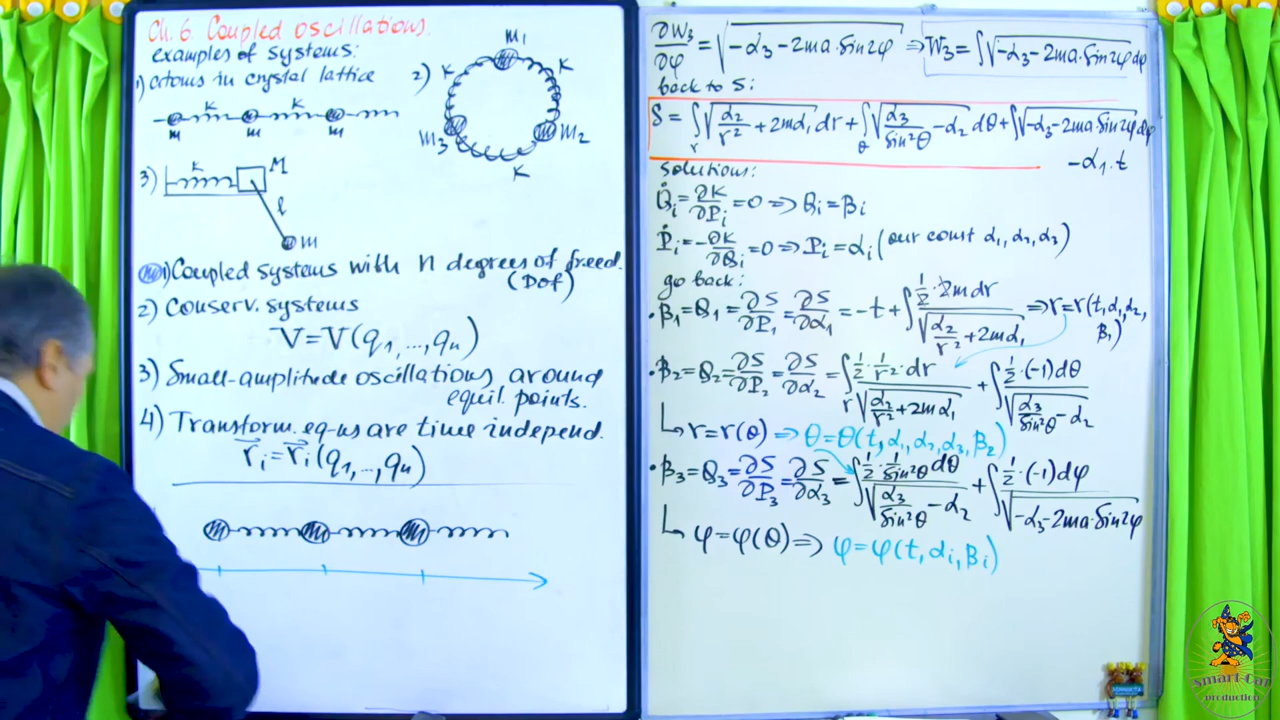 Ch. 6. Coupled oscillations.
examples of systems:
1) atoms in crystal lattice
k k
m m m
2)
m₁
k k
m₃ m₂
k
3)
k M
l
m
1) Coupled systems with n degrees of freed.
(DoF)
2) Conserv. systems
V=V(q₁,...,qₙ)
3) Small-amplitude oscillations around
equil. points.
4) Transform. eq-ns are time independ.
r⃗ᵢ=r⃗ᵢ(q₁,..,qₙ)
∂W₃/∂φ = √(-α₃-2ma·sin2φ) ⇒ W₃=∫√(-α₃-2ma·sin2φ)dφ
back to S:
S = ∫r √(α₂/r²+2mα₁)dr + ∫θ √(α₃/sin²θ-α₂)dθ + ∫√(-α₃-2ma·sin2φ)dφ
-α₁·t
solutions:
Q̇ᵢ=∂K/∂Pᵢ=0 ⇒ Qᵢ=βᵢ
Ṗᵢ=-∂K/∂Qᵢ=0 ⇒ Pᵢ=αᵢ (our const α₁,α₂,α₃)
go back:
•β₁=Q₁=∂S/∂P₁=∂S/∂α₁=-t+∫(½·2mdr)/√(α₂/r²+2mα₁) ⇒ r=r(t,α₁,α₂,
β₁)
•β₂=Q₂=∂S/∂P₂=∂S/∂α₂=∫r (½·1/r²·dr)/√(α₂/r²+2mα₁) + ∫(½·(-1)dθ)/√(α₃/sin²θ-α₂)
↳ r=r(θ) ⇒ θ=θ(t,α₁,α₂,α₃,β₂)
•β₃=Q₃=∂S/∂P₃=∂S/∂α₃=∫(½·1/sin²θ dθ)/√(α₃/sin²θ-α₂) + ∫(½·(-1)dφ)/√(-α₃-2ma·sin2φ)
↳ φ=φ(θ) ⇒ φ=φ(t,αᵢ,βᵢ)
Smart Cat
production